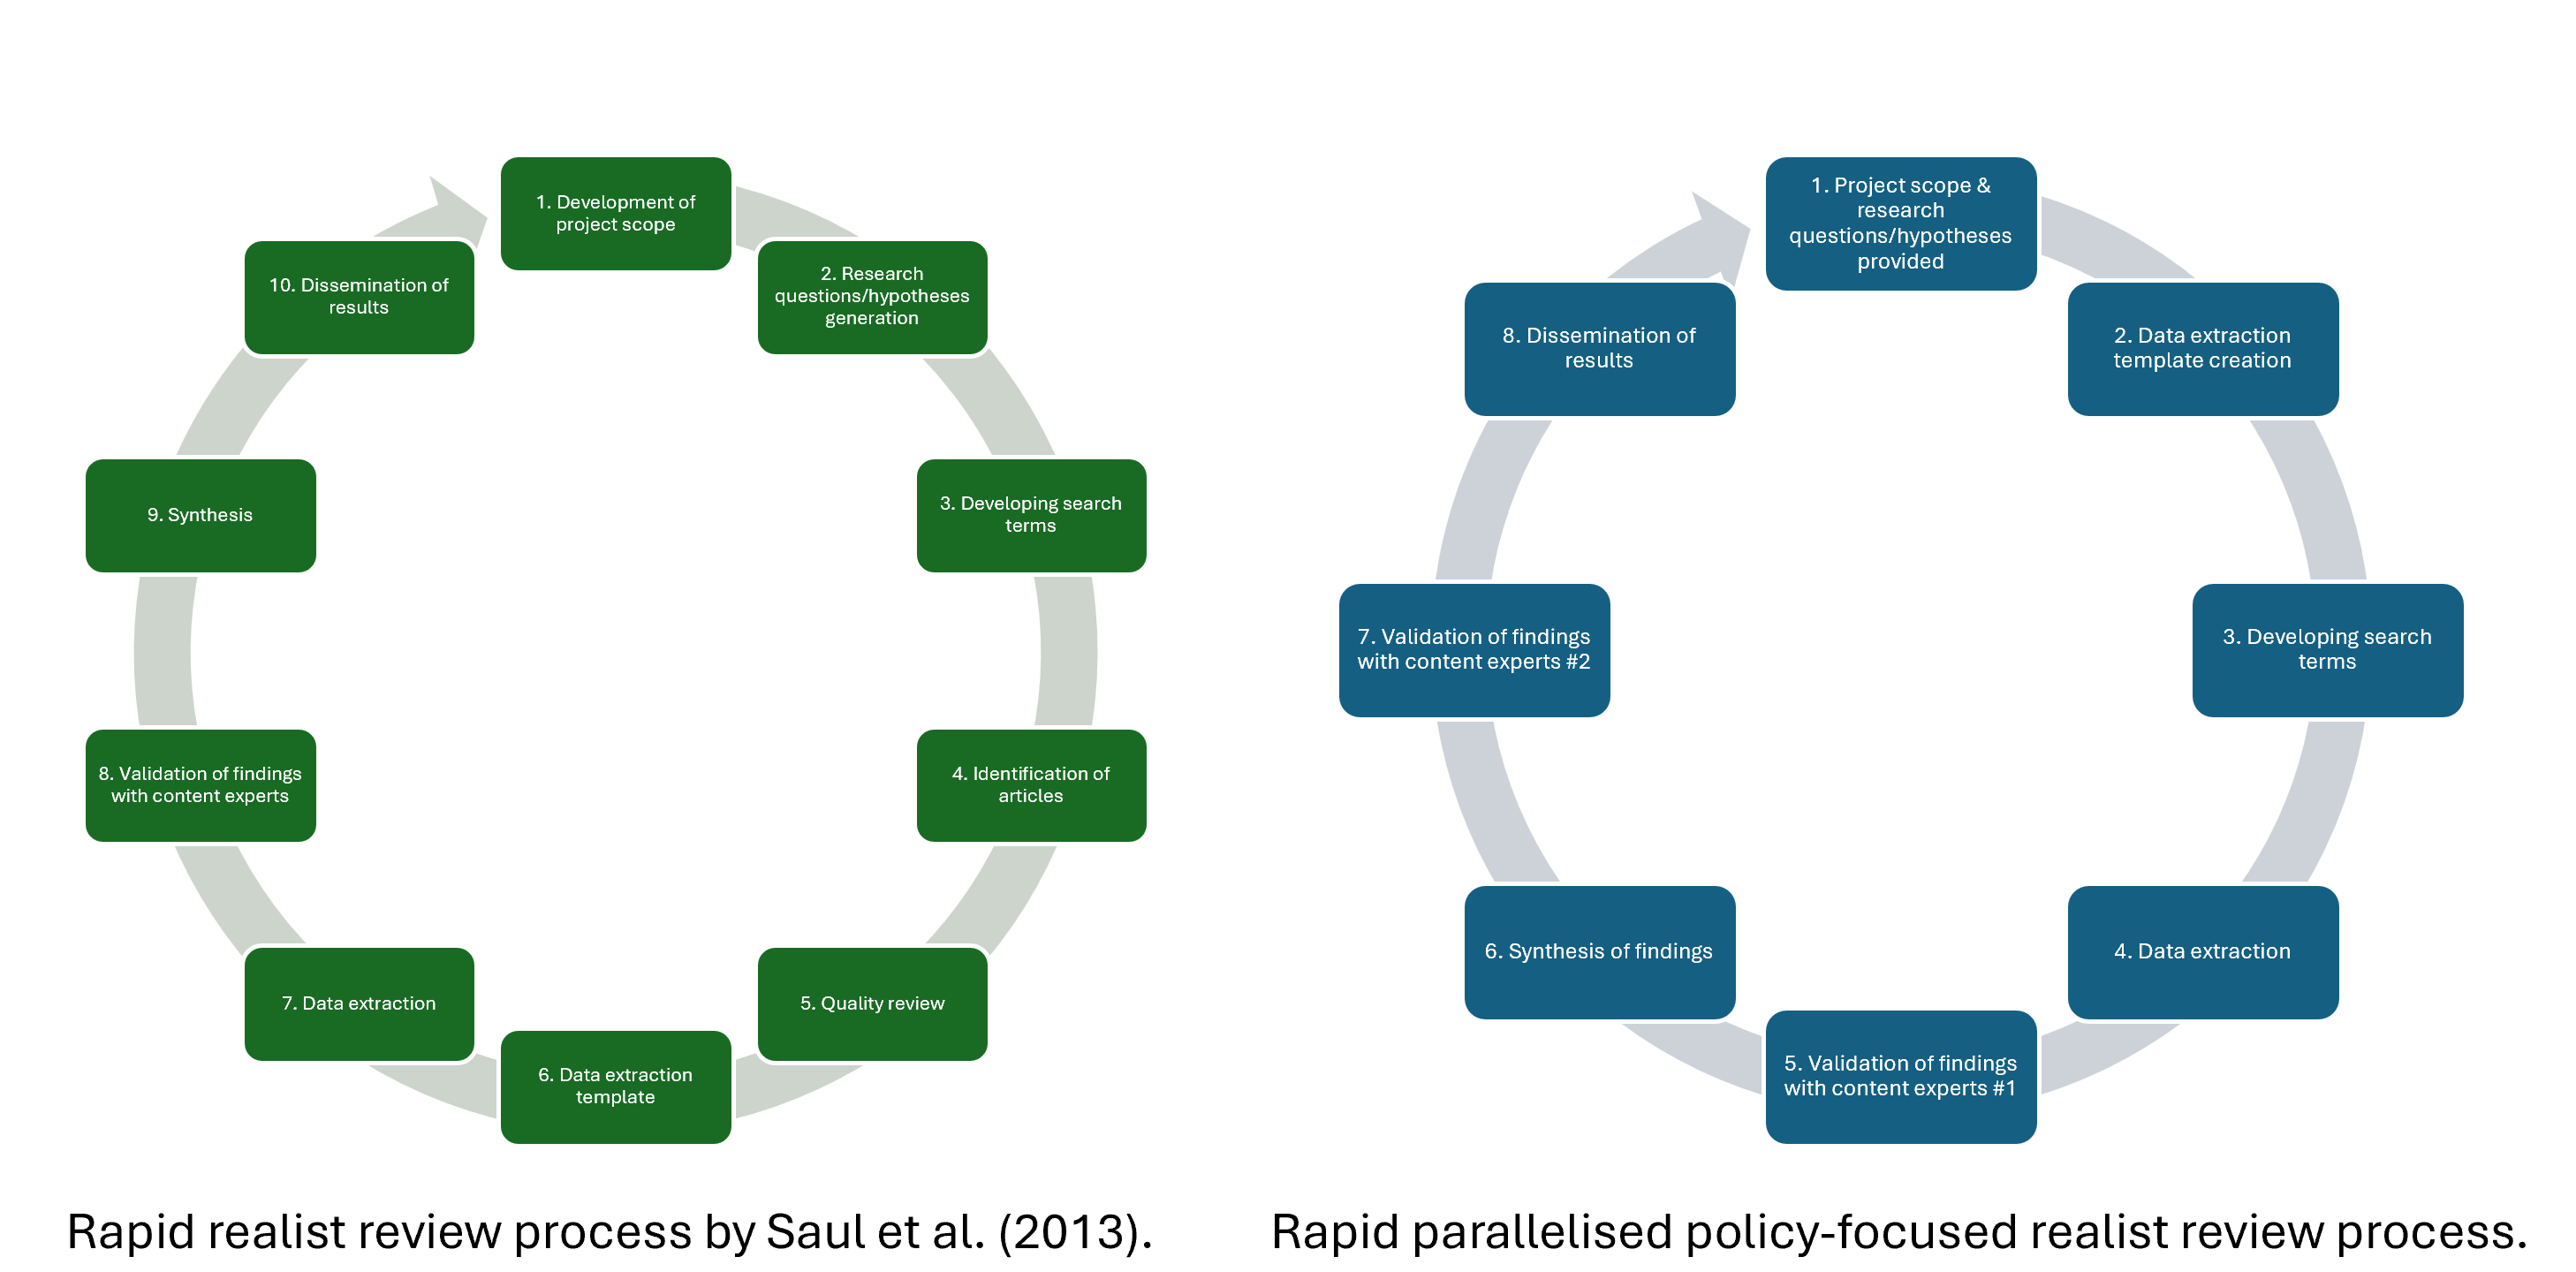 1. Development of
project scope
2. Research
questions/hypotheses
generation
3. Developing search
terms
4. Identification of
articles
5. Quality review
6. Data extraction
template
7. Data extraction
8. Validation of findings
with content experts
9. Synthesis
10. Dissemination of
results
Rapid realist review process by Saul et al. (2013).
1. Project scope &
research
questions/hypotheses
provided
2. Data extraction
template creation
3. Developing search
terms
4. Data extraction
5. Validation of findings
with content experts #1
6. Synthesis of findings
7. Validation of findings
with content experts #2
8. Dissemination of
results
Rapid parallelised policy-focused realist review process.